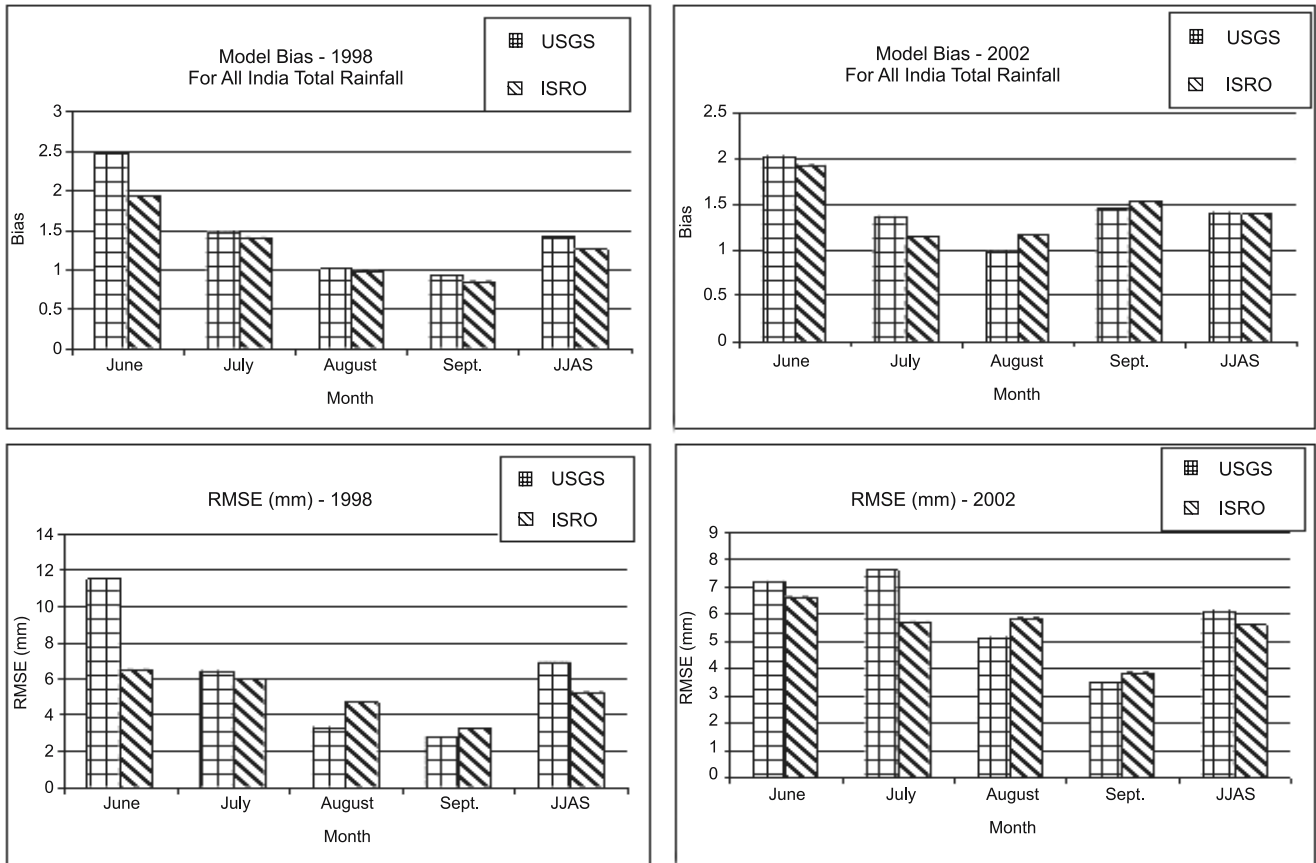 Model Bias - 1998
For All India Total Rainfall
USGS
ISRO
3
2.5
2
1.5
1
0.5
0
Bias
June July August Sept. JJAS
Month
Model Bias - 2002
For All India Total Rainfall
USGS
ISRO
2.5
2
1.5
1
0.5
0
Bias
June July August Sept. JJAS
Month
RMSE (mm) - 1998
USGS
ISRO
14
12
10
8
6
4
2
0
RMSE (mm)
June July August Sept. JJAS
Month
RMSE (mm) - 2002
USGS
ISRO
9
8
7
6
5
4
3
2
1
0
RMSE (mm)
June July August Sept. JJAS
Month